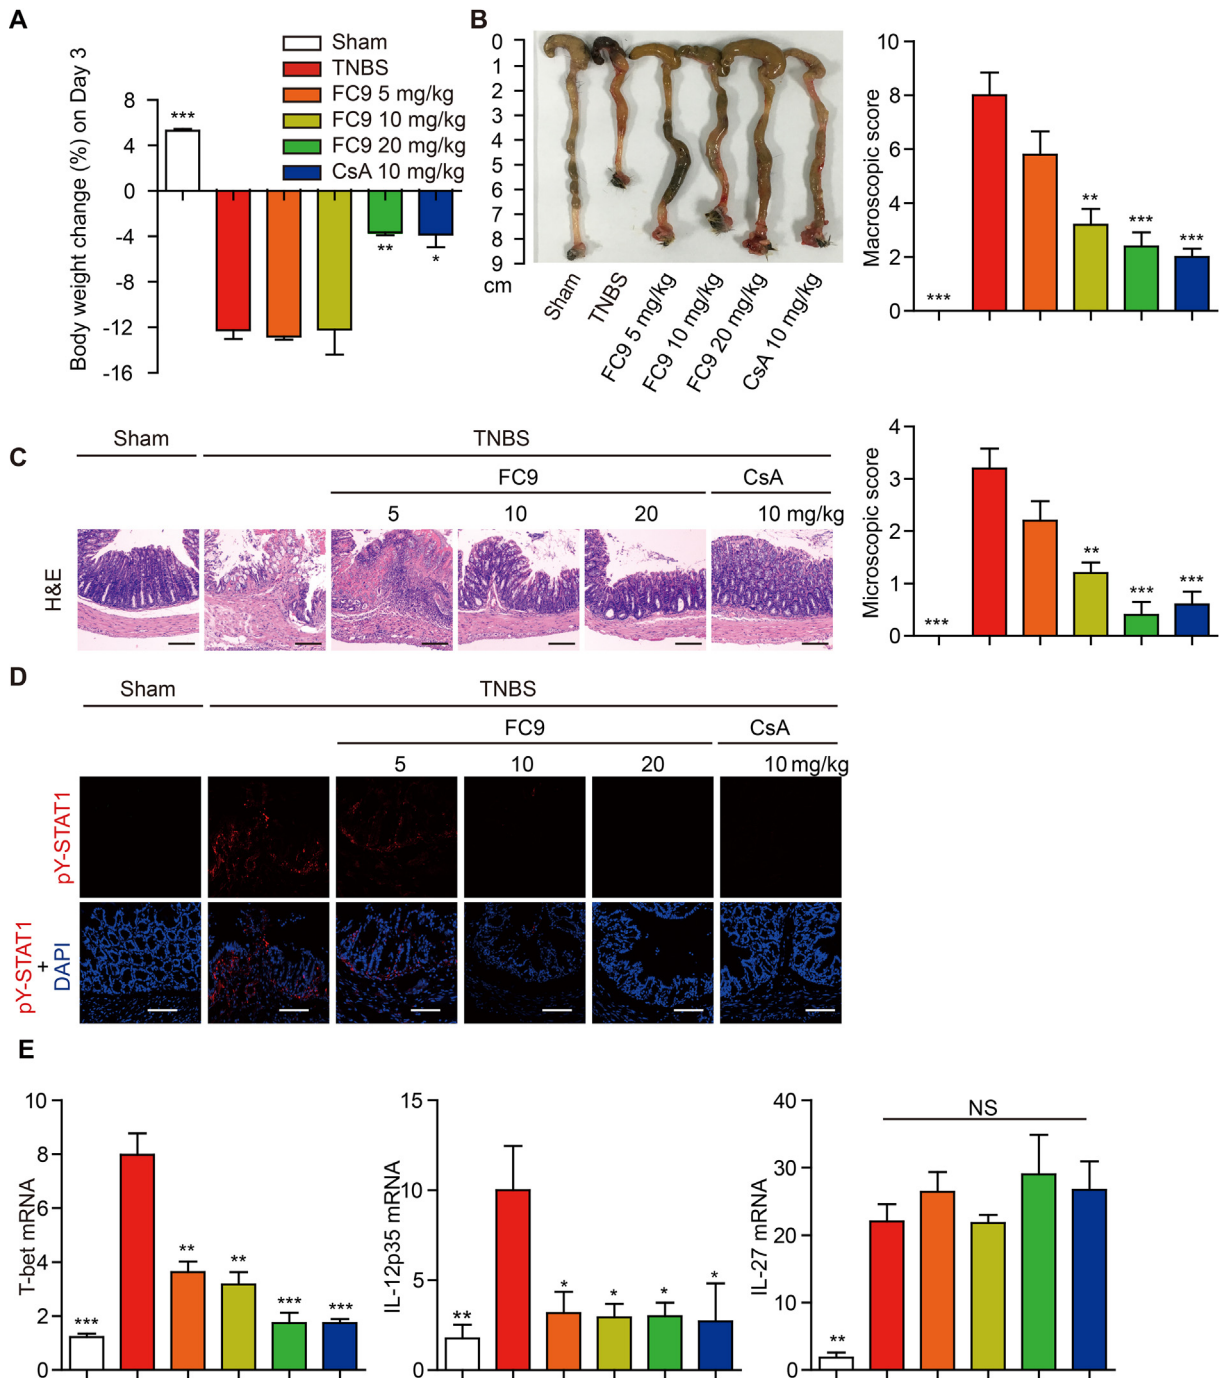 A
Sham
TNBS
FC9 5 mg/kg
FC9 10 mg/kg
FC9 20 mg/kg
CsA 10 mg/kg
Body weight change (%) on Day 3
8
4
0
-4
-8
-12
-16
***
**
*
B
0
1
2
3
4
5
6
7
8
9
cm
Sham
TNBS
FC9 5 mg/kg
FC9 10 mg/kg
FC9 20 mg/kg
CsA 10 mg/kg
Macroscopic score
10
8
6
4
2
0
***
**
***
***
C
Sham
TNBS
FC9
CsA
5
10
20
10 mg/kg
H&E
Microscopic score
4
3
2
1
0
***
**
***
***
D
Sham
TNBS
FC9
CsA
5
10
20
10 mg/kg
pY-STAT1
pY-STAT1
+
DAPI
E
T-bet mRNA
10
8
6
4
2
0
***
**
**
***
***
IL-12p35 mRNA
15
10
5
0
**
*
*
*
*
IL-27 mRNA
40
30
20
10
0
**
NS